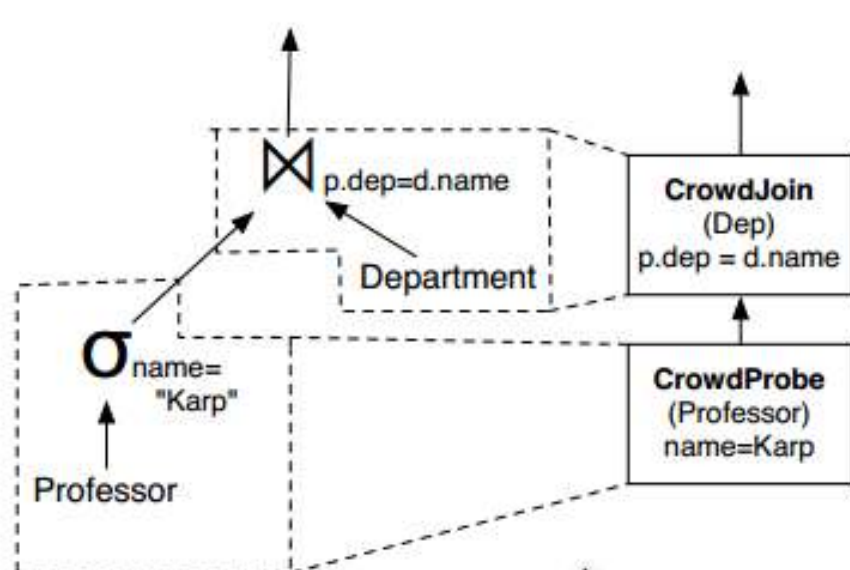 ⋈ p.dep=d.name
Department
σ name=
"Karp"
Professor
CrowdJoin
(Dep)
p.dep = d.name
CrowdProbe
(Professor)
name=Karp